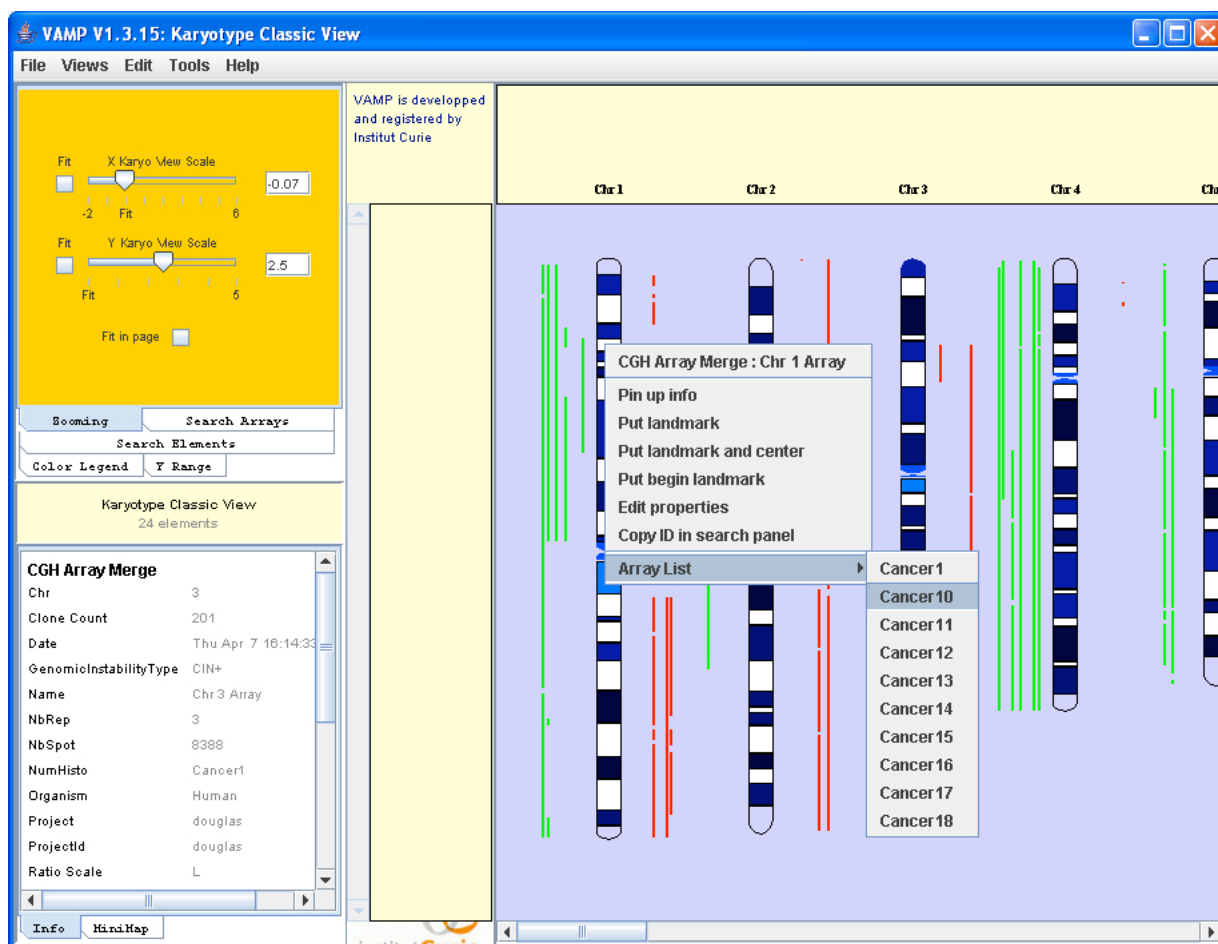 VAMP V1.3.15: Karyotype Classic View
File Views Edit Tools Help
Fit X Karyo View Scale
-0.07
-2 Fit 6
Fit Y Karyo View Scale
2.5
Fit 5
Fit in page
Zooming Search Arrays
Search Elements
Color Legend Y Range
Karyotype Classic View
24 elements
CGH Array Merge
Chr 3
Clone Count 201
Date Thu Apr 7 16:14:33
GenomicInstabilityType CIN+
Name Chr 3 Array
NbRep 3
NbSpot 8388
NumHisto Cancer1
Organism Human
Project douglas
ProjectId douglas
Ratio Scale L
Info MiniMap
VAMP is developped
and registered by
Institut Curie
Chr 1 Chr 2 Chr 3 Chr 4
CGH Array Merge : Chr 1 Array
Pin up info
Put landmark
Put landmark and center
Put begin landmark
Edit properties
Copy ID in search panel
Array List
Cancer1
Cancer10
Cancer11
Cancer12
Cancer13
Cancer14
Cancer15
Cancer16
Cancer17
Cancer18